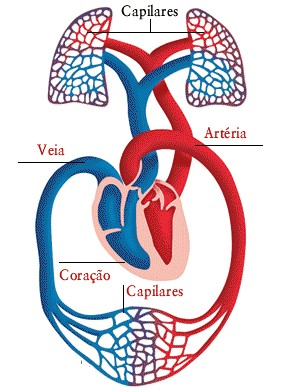 Capilares
Artéria
Veia
Coração
Capilares